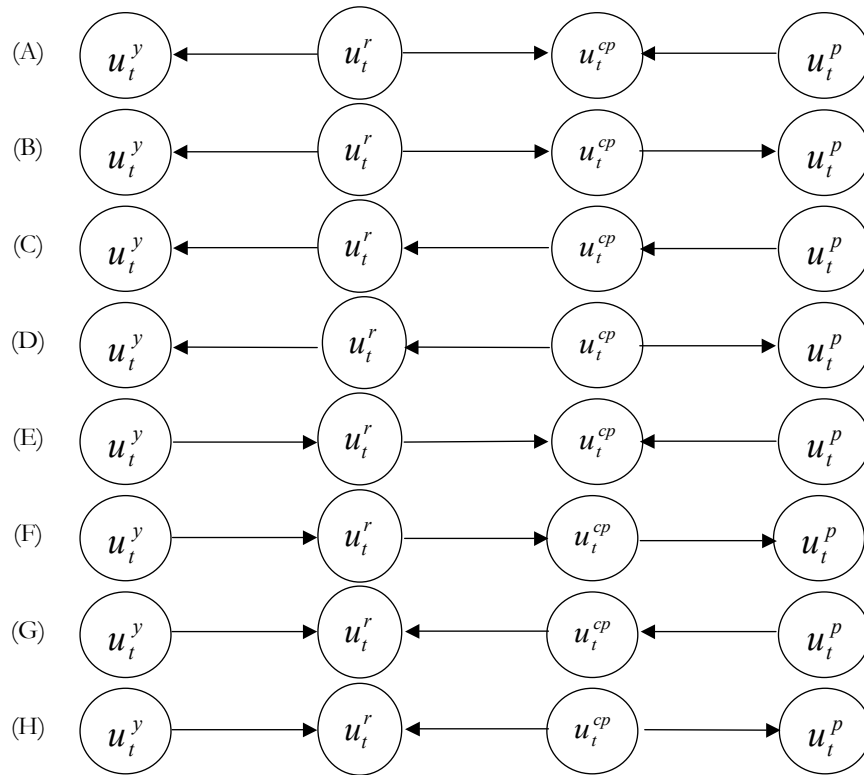 (A) u_t^y u_t^r u_t^{cp} u_t^p
(B) u_t^y u_t^r u_t^{cp} u_t^p
(C) u_t^y u_t^r u_t^{cp} u_t^p
(D) u_t^y u_t^r u_t^{cp} u_t^p
(E) u_t^y u_t^r u_t^{cp} u_t^p
(F) u_t^y u_t^r u_t^{cp} u_t^p
(G) u_t^y u_t^r u_t^{cp} u_t^p
(H) u_t^y u_t^r u_t^{cp} u_t^p